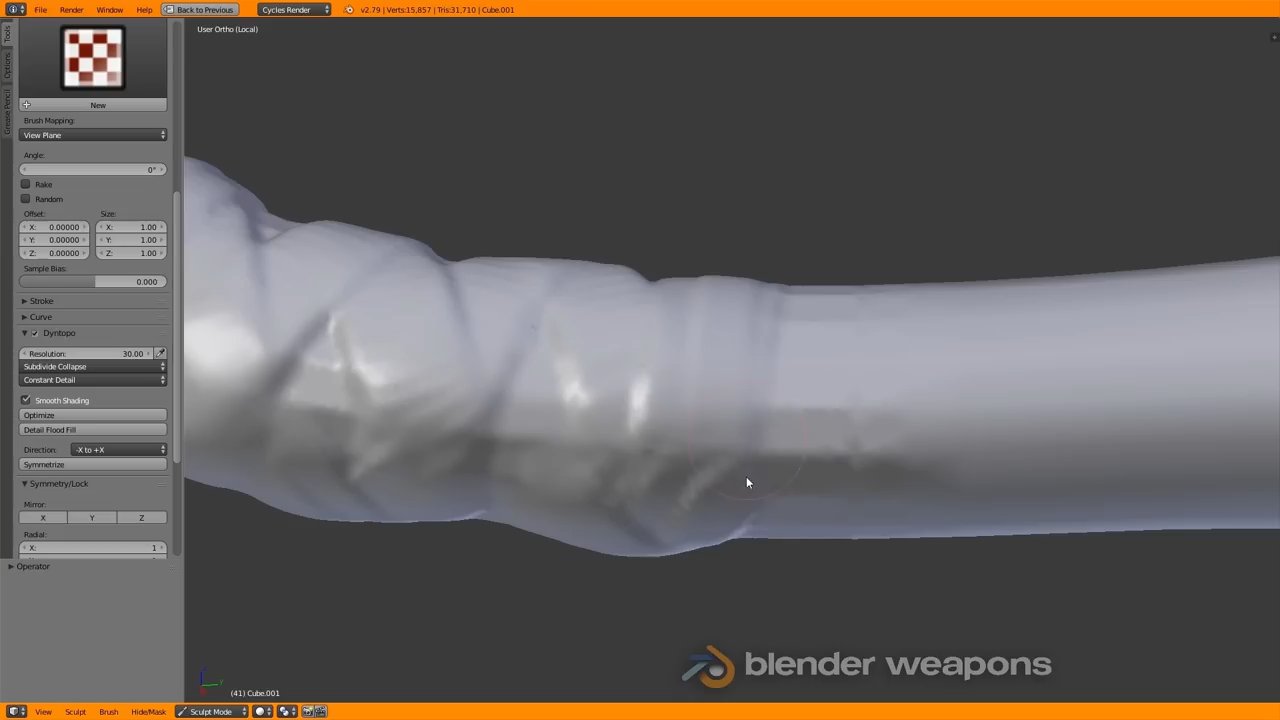 File Render Window Help Back to Previous Cycles Render v2.79 | Verts:15,857 | Tris:31,710 | Cube.001
Tools
Options
Grease Pencil
User Ortho (Local)
New
Brush Mapping:
View Plane
Angle:
0°
Rake
Random
Offset: Size:
X: 0.00000 X: 1.00
Y: 0.00000 Y: 1.00
Z: 0.00000 Z: 1.00
Sample Bias:
0.000
Stroke
Curve
Dyntopo
Resolution: 30.00
Subdivide Collapse
Constant Detail
Smooth Shading
Optimize
Detail Flood Fill
Direction: -X to +X
Symmetrize
Symmetry/Lock
Mirror:
X Y Z
Radial:
X: 1
Operator
blender weapons
(41) Cube.001
View Sculpt Brush Hide/Mask Sculpt Mode